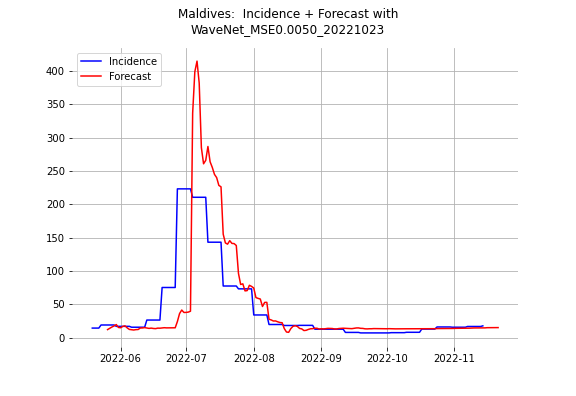 Maldives:  Incidence + Forecast with
WaveNet_MSE0.0050_20221023
Incidence
Forecast
400
350
300
250
200
150
100
50
0
2022-06 2022-07 2022-08 2022-09 2022-10 2022-11